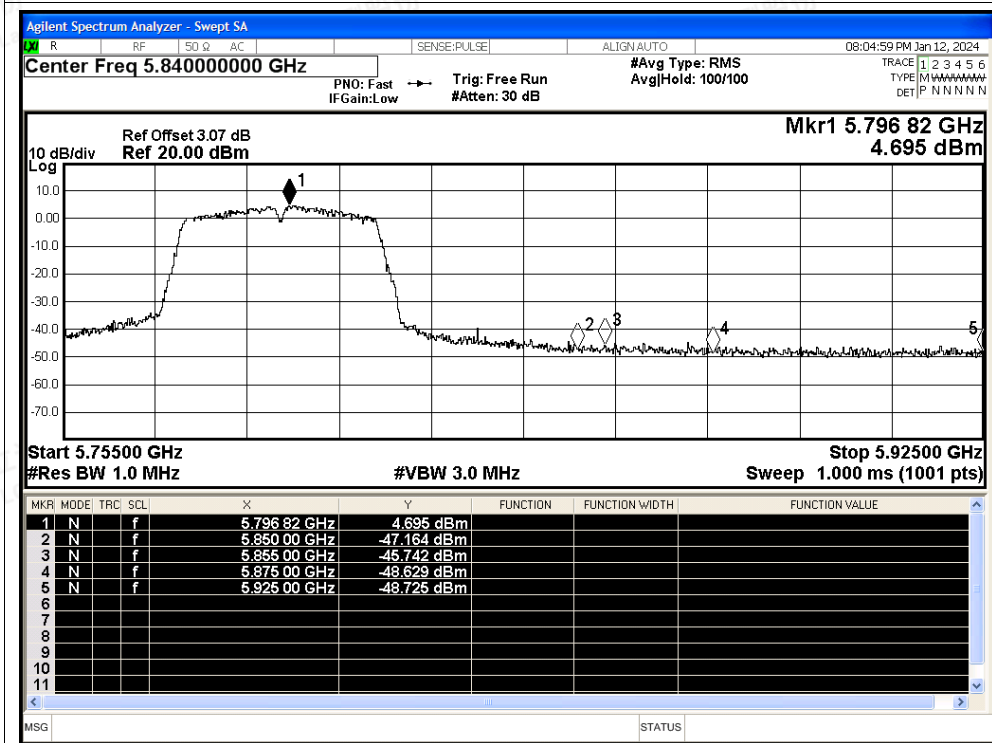 Agilent Spectrum Analyzer - Swept SA
LXI R RF 50 Ω AC SENSE:PULSE ALIGN AUTO 08:04:59 PM Jan 12, 2024
Center Freq 5.840000000 GHz
#Avg Type: RMS
TRACE 1 2 3 4 5 6
PNO: Fast
Trig: Free Run
Avg|Hold: 100/100
TYPE M WWWWW
IFGain:Low
#Atten: 30 dB
DET P N N N N N
Mkr1 5.796 82 GHz
4.695 dBm
Ref Offset 3.07 dB
10 dB/div Ref 20.00 dBm
Log
1
10.0
0.00
-10.0
-20.0
-30.0
-40.0
2 3 4 5
-50.0
-60.0
-70.0
Start 5.75500 GHz Stop 5.92500 GHz
#Res BW 1.0 MHz #VBW 3.0 MHz Sweep 1.000 ms (1001 pts)
MKR MODE TRC SCL X Y FUNCTION FUNCTION WIDTH FUNCTION VALUE
1 N f 5.796 82 GHz 4.695 dBm
2 N f 5.850 00 GHz -47.164 dBm
3 N f 5.855 00 GHz -45.742 dBm
4 N f 5.875 00 GHz -48.629 dBm
5 N f 5.925 00 GHz -48.725 dBm
6
7
8
9
10
11
MSG STATUS